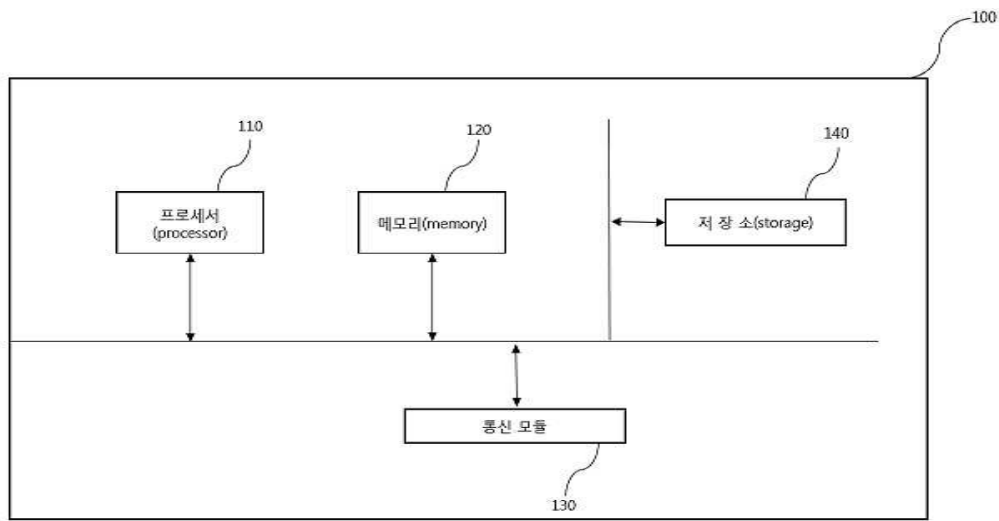 100
110
120
140
프로세서
(processor)
메모리(memory)
저 장 소(storage)
통신 모듈
130